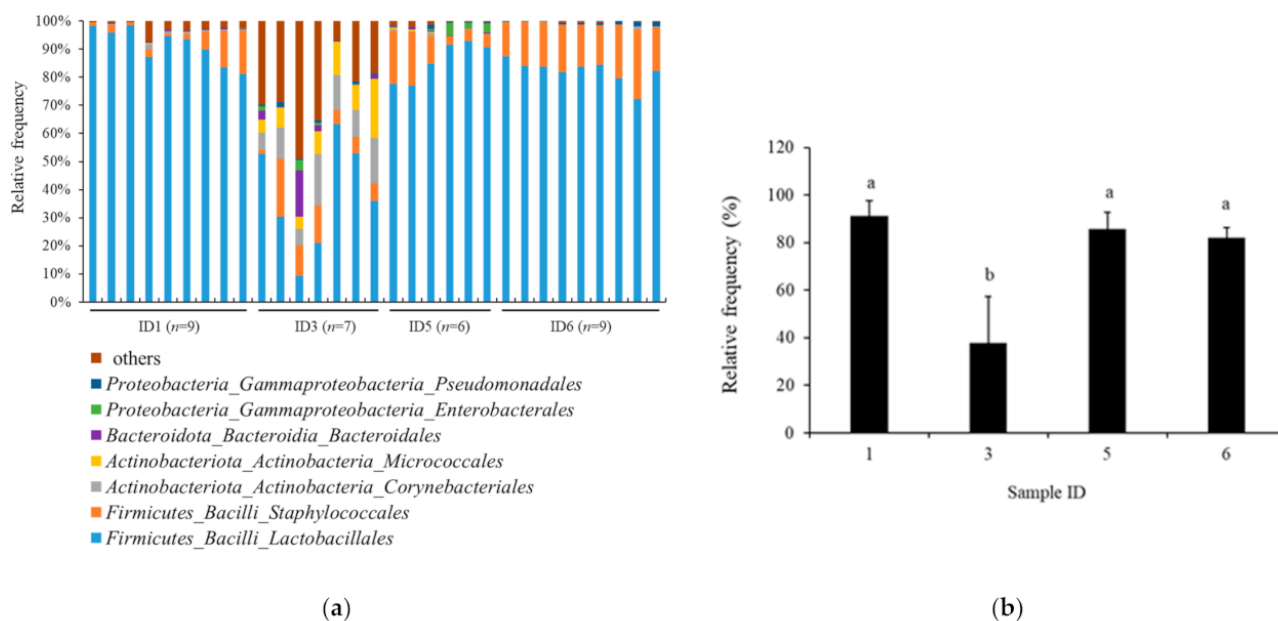 Relative frequency
100%
90%
80%
70%
60%
50%
40%
30%
20%
10%
0%
ID1 (n=9)
ID3 (n=7)
ID5 (n=6)
ID6 (n=9)
others
Proteobacteria_Gammaproteobacteria_Pseudomonadales
Proteobacteria_Gammaproteobacteria_Enterobacterales
Bacteroidota_Bacteroidia_Bacteroidales
Actinobacteriota_Actinobacteria_Micrococcales
Actinobacteriota_Actinobacteria_Corynebacteriales
Firmicutes_Bacilli_Staphylococcales
Firmicutes_Bacilli_Lactobacillales
(a)
Relative frequency (%)
120
100
80
60
40
20
0
a
b
a
a
1
3
5
6
Sample ID
(b)